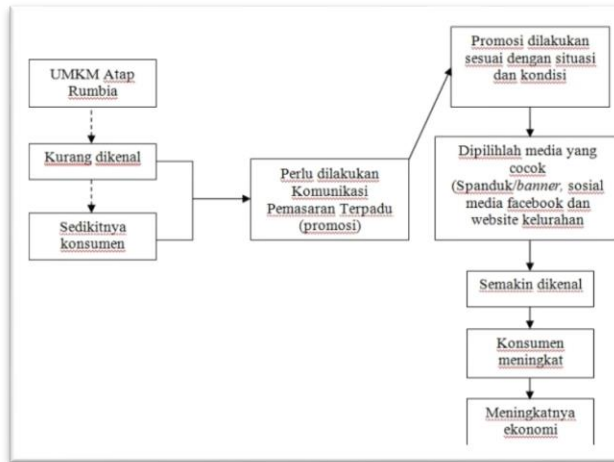 UMKM Atap
Rumbia
Kurang dikenal
Sedikitnya
konsumen
Perlu dilakukan
Komunikasi
Pemasaran Terpadu
(promosi)
Promosi dilakukan
sesuai dengan situasi
dan kondisi
Dipilihlah media yang
cocok
(Spanduk/banner, sosial
media facebook dan
website kelurahan
Semakin dikenal
Konsumen
meningkat
Meningkatnya
ekonomi